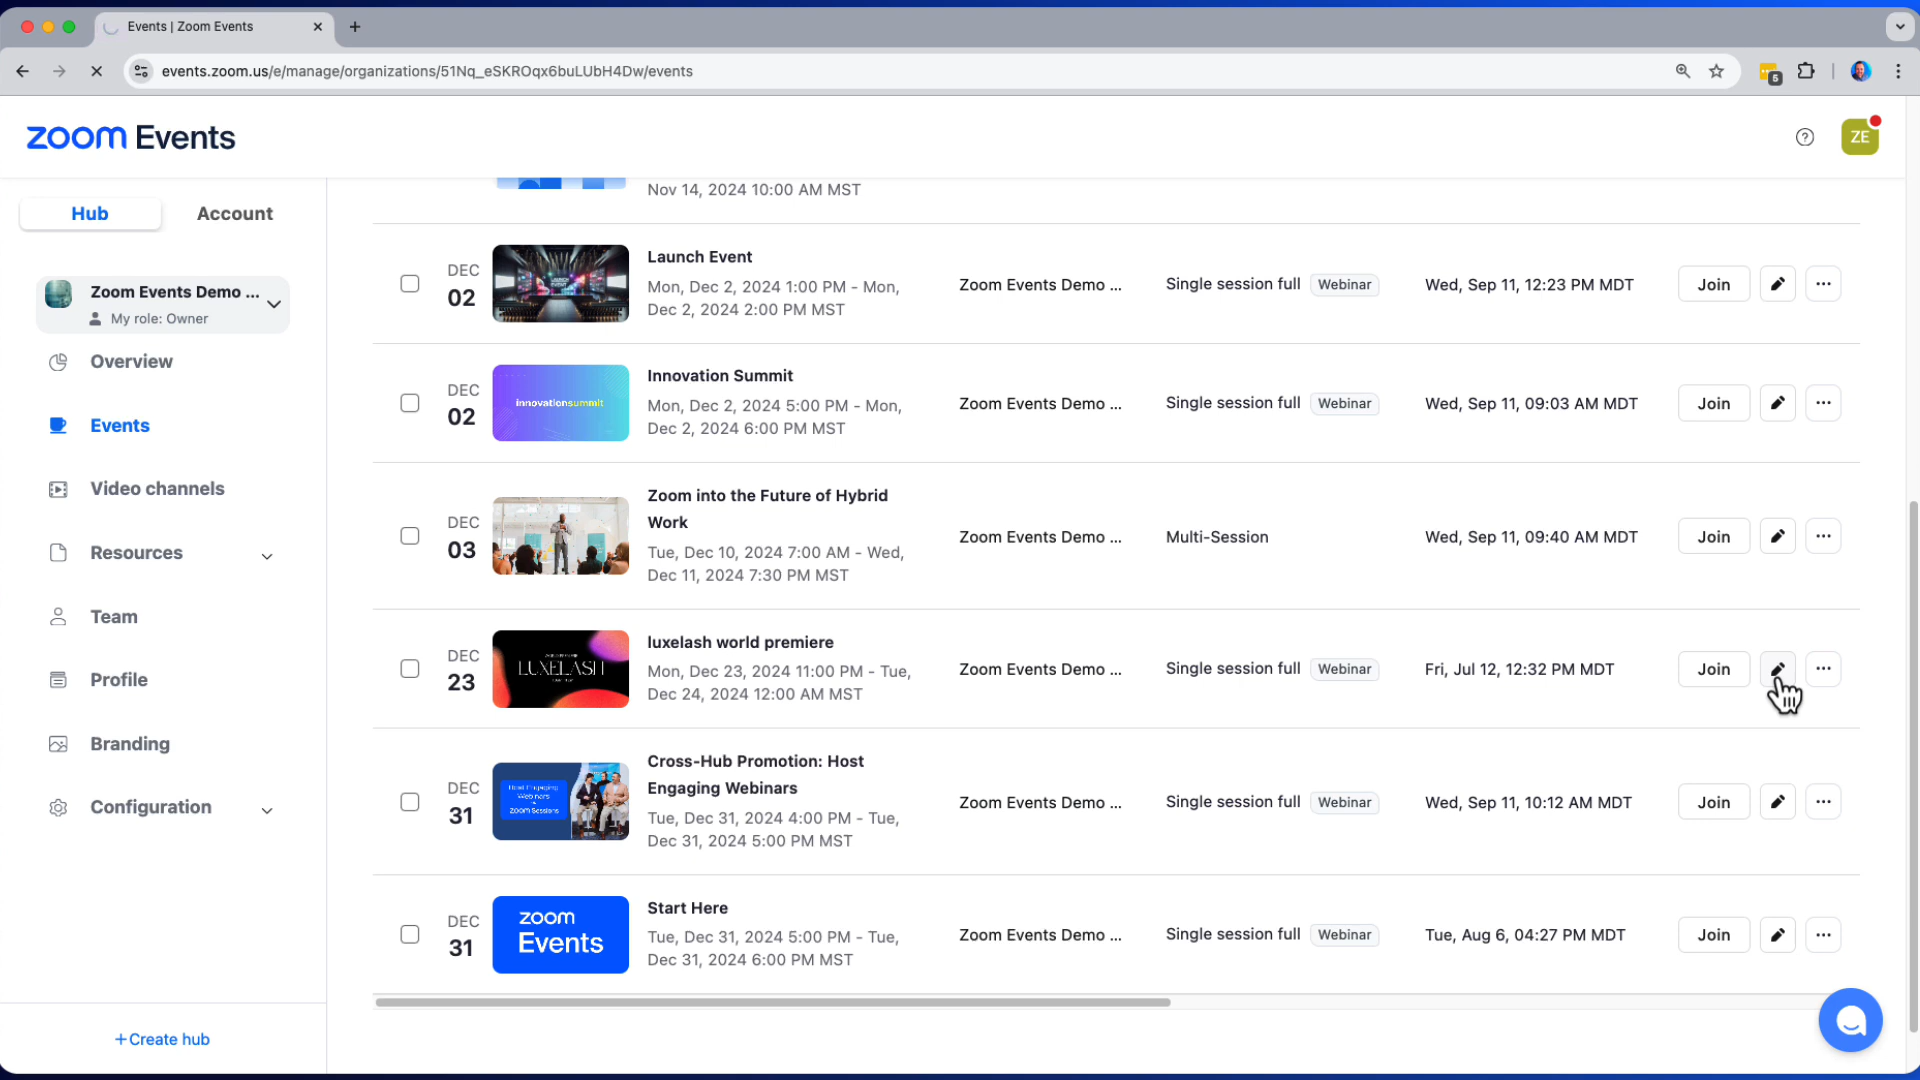 Events | Zoom Events
events.zoom.us/e/manage/organizations/51Nq_eSKROqx6buLUbH4Dw/events
5
zoom Events
ZE
Hub
Account
Zoom Events Demo ...
My role: Owner
Overview
Events
Video channels
Resources
Team
Profile
Branding
Configuration
+Create hub
Nov 14, 2024 10:00 AM MST
DEC
02
LAUNCH EVENT
Launch Event
Mon, Dec 2, 2024 1:00 PM - Mon,
Dec 2, 2024 2:00 PM MST
Zoom Events Demo ...
Single session full
Webinar
Wed, Sep 11, 12:23 PM MDT
Join
DEC
02
innovationsummit
Innovation Summit
Mon, Dec 2, 2024 5:00 PM - Mon,
Dec 2, 2024 6:00 PM MST
Zoom Events Demo ...
Single session full
Webinar
Wed, Sep 11, 09:03 AM MDT
Join
DEC
03
Zoom into the Future of Hybrid
Work
Tue, Dec 10, 2024 7:00 AM - Wed,
Dec 11, 2024 7:30 PM MST
Zoom Events Demo ...
Multi-Session
Wed, Sep 11, 09:40 AM MDT
Join
DEC
23
LUXELASH
luxelash world premiere
Mon, Dec 23, 2024 11:00 PM - Tue,
Dec 24, 2024 12:00 AM MST
Zoom Events Demo ...
Single session full
Webinar
Fri, Jul 12, 12:32 PM MDT
Join
DEC
31
Host Engaging
Webinars
zoom Sessions
Cross-Hub Promotion: Host
Engaging Webinars
Tue, Dec 31, 2024 4:00 PM - Tue,
Dec 31, 2024 5:00 PM MST
Zoom Events Demo ...
Single session full
Webinar
Wed, Sep 11, 10:12 AM MDT
Join
DEC
31
zoom
Events
Start Here
Tue, Dec 31, 2024 5:00 PM - Tue,
Dec 31, 2024 6:00 PM MST
Zoom Events Demo ...
Single session full
Webinar
Tue, Aug 6, 04:27 PM MDT
Join